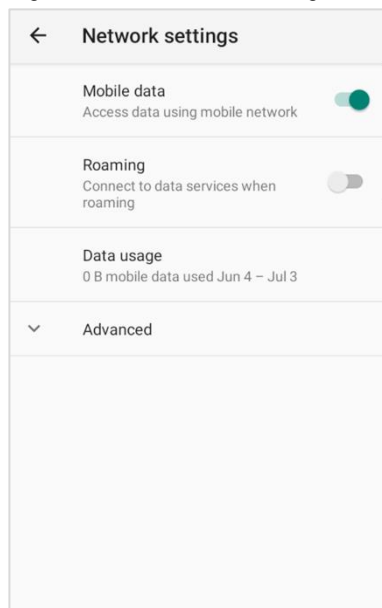 Network settings
Mobile data
Access data using mobile network
Roaming
Connect to data services when
roaming
Data usage
0 B mobile data used Jun 4 – Jul 3
Advanced